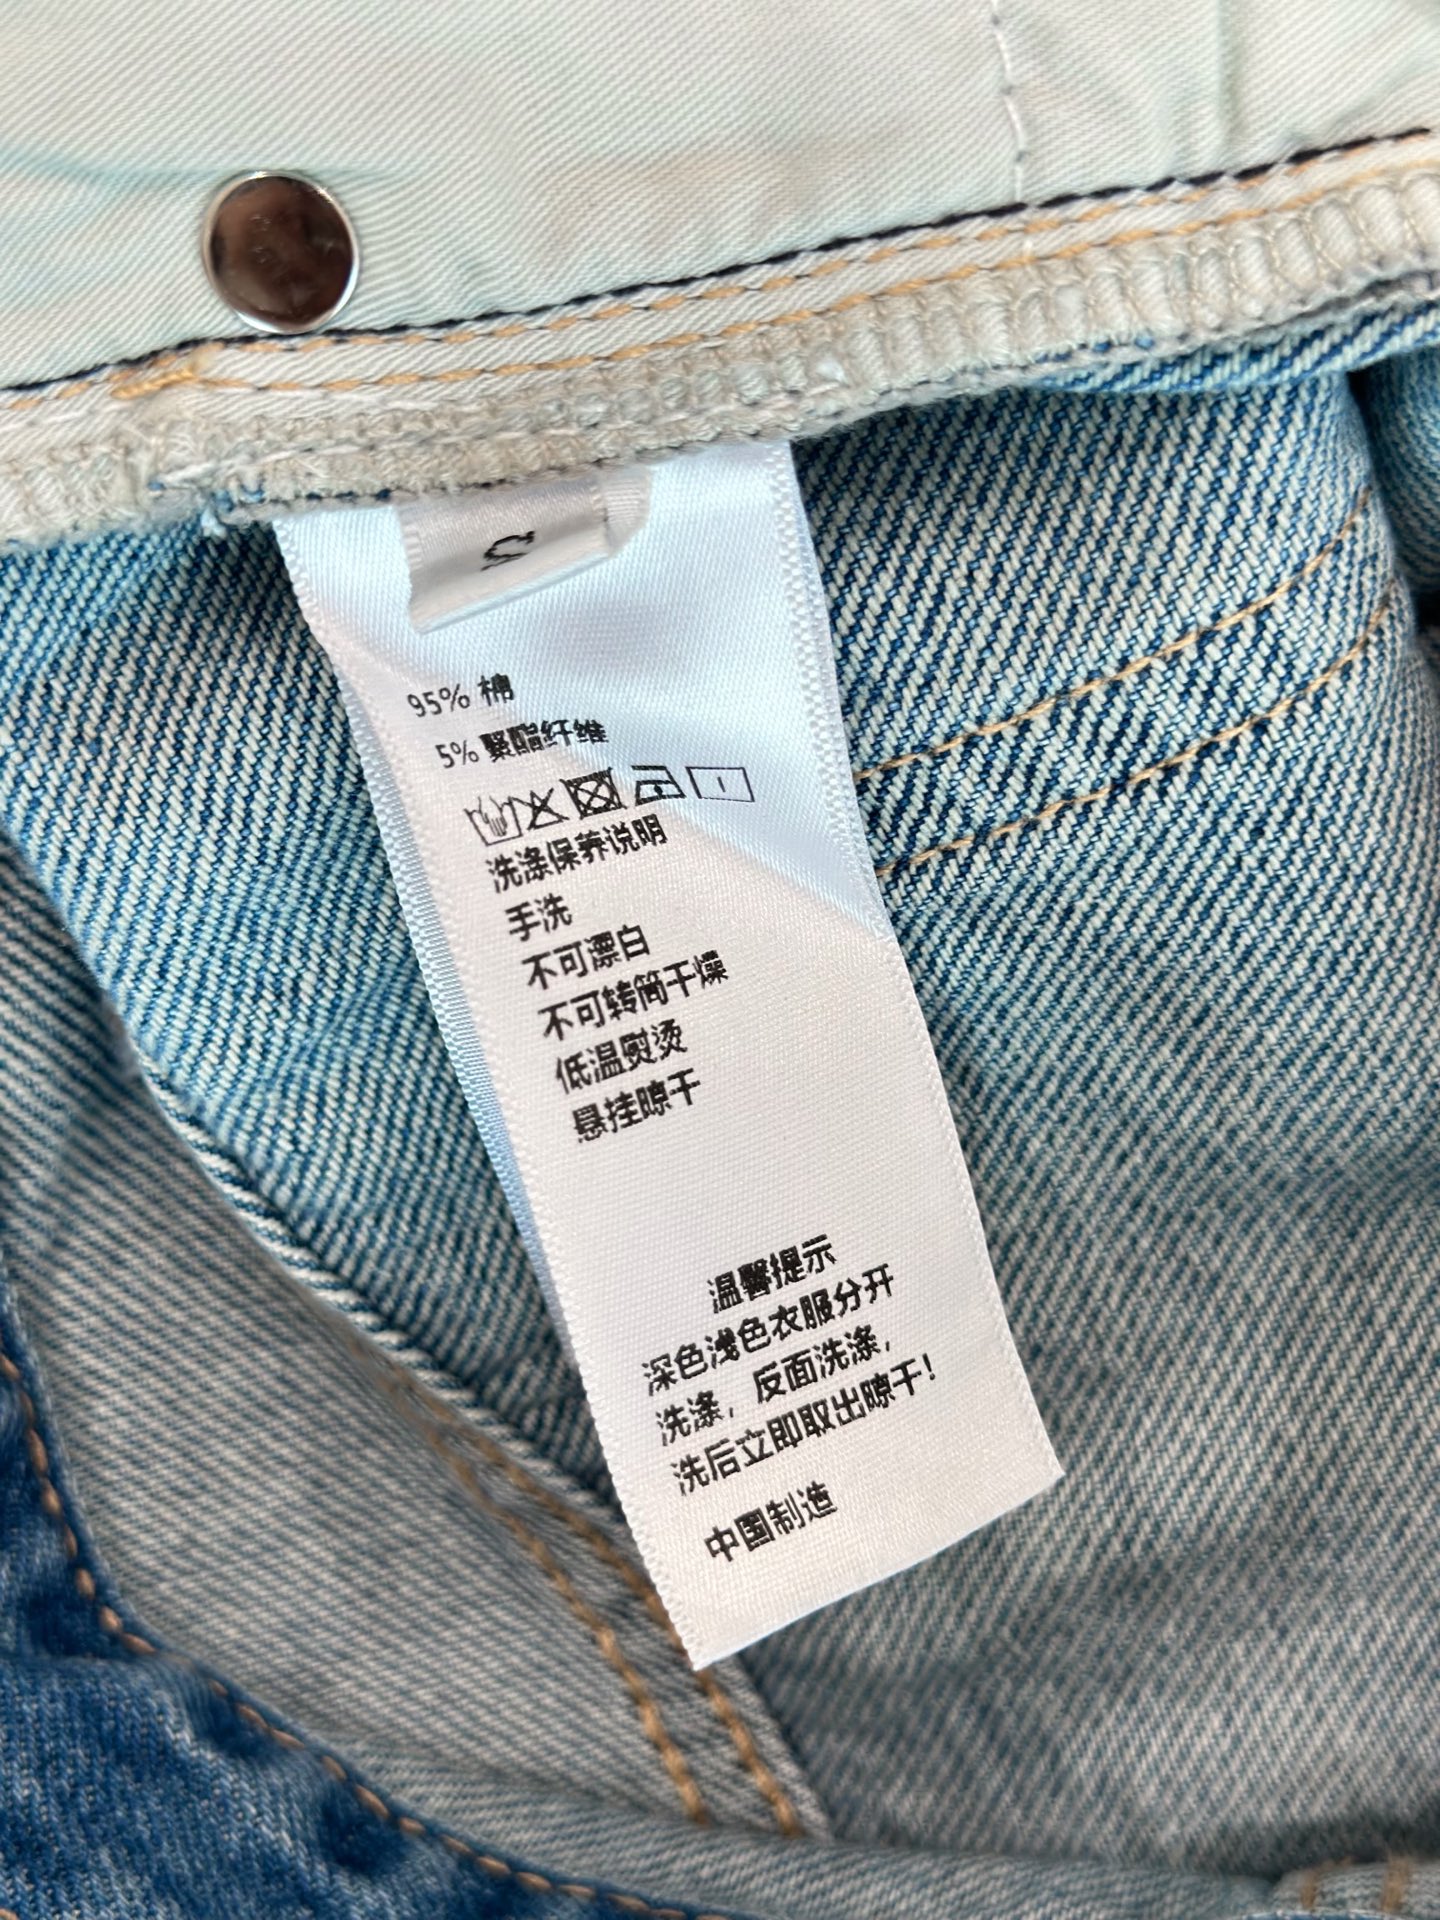 S
95% 棉
5% 聚酯纤维
洗涤保养说明
手洗
不可漂白
不可转筒干燥
低温熨烫
悬挂晾干
温馨提示
深色浅色衣服分开
洗涤，反面洗涤，
洗后立即取出晾干！
中国制造